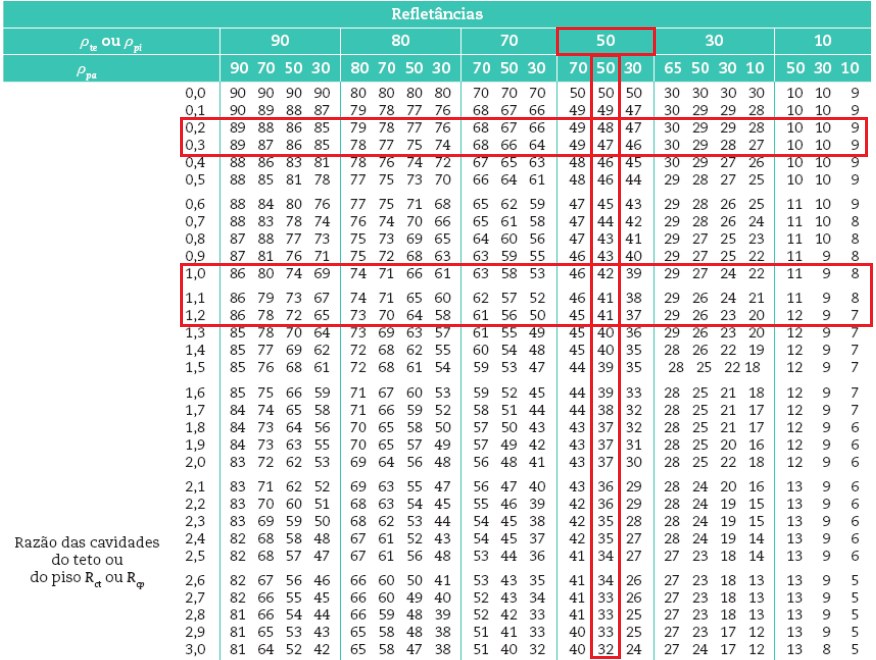 Refletâncias
ρte ou ρpl 90 80 70 50 30 10
ρpa 90 70 50 30 80 70 50 30 70 50 30 70 50 30 65 50 30 10 50 30 10
0,0 90 90 90 90 80 80 80 80 70 70 70 50 50 50 30 30 30 30 10 10 9
0,1 90 89 88 87 79 78 77 76 68 67 66 49 49 47 30 29 29 28 10 10 9
0,2 89 88 86 85 79 78 77 76 68 67 66 49 48 47 30 29 29 28 10 10 9
0,3 89 87 86 85 78 77 75 74 68 66 64 49 47 46 30 29 28 27 10 10 9
0,4 88 86 83 81 78 76 74 72 67 65 63 48 46 45 30 29 27 26 10 10 9
0,5 88 85 81 78 77 75 73 70 66 64 61 48 46 44 29 28 27 25 10 10 9
0,6 88 84 80 76 77 75 71 68 65 62 59 47 45 43 29 28 26 25 11 10 9
0,7 88 83 78 74 76 74 70 66 65 61 58 47 44 42 29 28 26 24 11 10 8
0,8 87 88 77 73 75 73 69 65 64 60 56 47 43 41 29 27 25 23 11 10 8
0,9 87 81 76 71 75 72 68 63 63 59 55 46 43 40 29 27 25 22 11 9 8
1,0 86 80 74 69 74 71 66 61 63 58 53 46 42 39 29 27 24 22 11 9 8
1,1 86 79 73 67 74 71 65 60 62 57 52 46 41 38 29 26 24 21 11 9 8
1,2 86 78 72 65 73 70 64 58 61 56 50 45 41 37 29 26 23 20 12 9 7
1,3 85 78 70 64 73 69 63 57 61 55 49 45 40 36 29 26 23 20 12 9 7
1,4 85 77 69 62 72 68 62 55 60 54 48 45 40 35 28 26 22 19 12 9 7
1,5 85 76 68 61 72 68 61 54 59 53 47 44 39 35 28 25 22 18 12 9 7
1,6 85 75 66 59 71 67 60 53 59 52 45 44 39 33 28 25 21 18 12 9 7
1,7 84 74 65 58 71 66 59 52 58 51 44 44 38 32 28 25 21 17 12 9 7
1,8 84 73 64 56 70 65 58 50 57 50 43 43 37 32 28 25 21 17 12 9 6
1,9 84 73 63 55 70 65 57 49 57 49 42 43 37 31 28 25 20 16 12 9 6
2,0 83 72 62 53 69 64 56 48 56 48 41 43 37 30 28 25 22 18 12 9 6
2,1 83 71 62 52 69 63 55 47 56 47 40 43 36 29 28 24 20 16 13 9 6
2,2 83 70 60 51 68 63 54 45 55 46 39 42 36 29 28 24 19 15 13 9 6
2,3 83 69 59 50 68 62 53 44 54 45 38 42 35 28 28 24 19 15 13 9 6
Razão das cavidades
2,4 82 68 58 48 67 61 52 43 54 45 37 42 35 27 28 24 19 14 13 9 6
do teto ou
2,5 82 68 57 47 67 61 56 48 53 44 36 41 34 27 27 23 18 14 13 9 6
do piso Rct ou Rcp
2,6 82 67 56 46 66 60 50 41 53 43 35 41 34 26 27 23 18 13 13 9 5
2,7 82 66 55 45 66 60 49 40 52 43 34 41 33 26 27 23 18 13 13 9 5
2,8 81 66 54 44 66 59 48 39 52 42 33 41 33 25 27 23 18 13 13 9 5
2,9 81 65 53 43 65 58 48 38 51 41 33 40 33 25 27 23 17 12 13 9 5
3,0 81 64 52 42 65 58 47 38 51 40 32 40 32 24 27 23 17 12 13 8 5